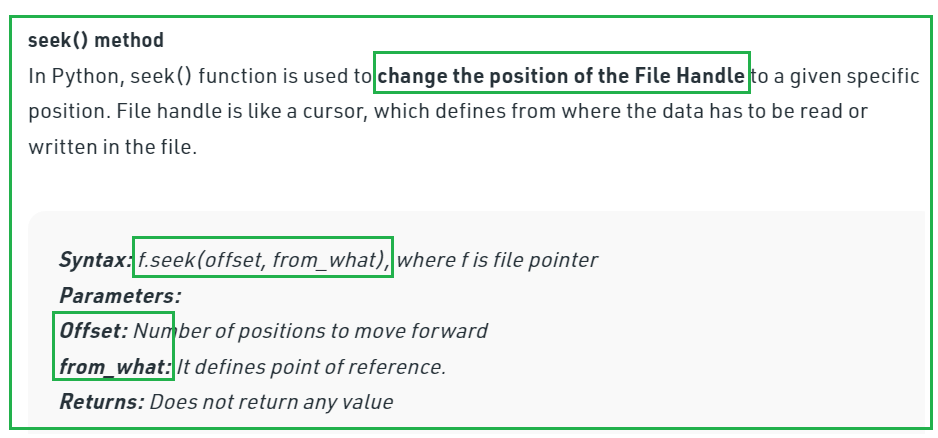 seek() method
In Python, seek() function is used to change the position of the File Handle to a given specific
position. File handle is like a cursor, which defines from where the data has to be read or
written in the file.
Syntax: f.seek(offset, from_what), where f is file pointer
Parameters:
Offset: Number of positions to move forward
from_what: It defines point of reference.
Returns: Does not return any value